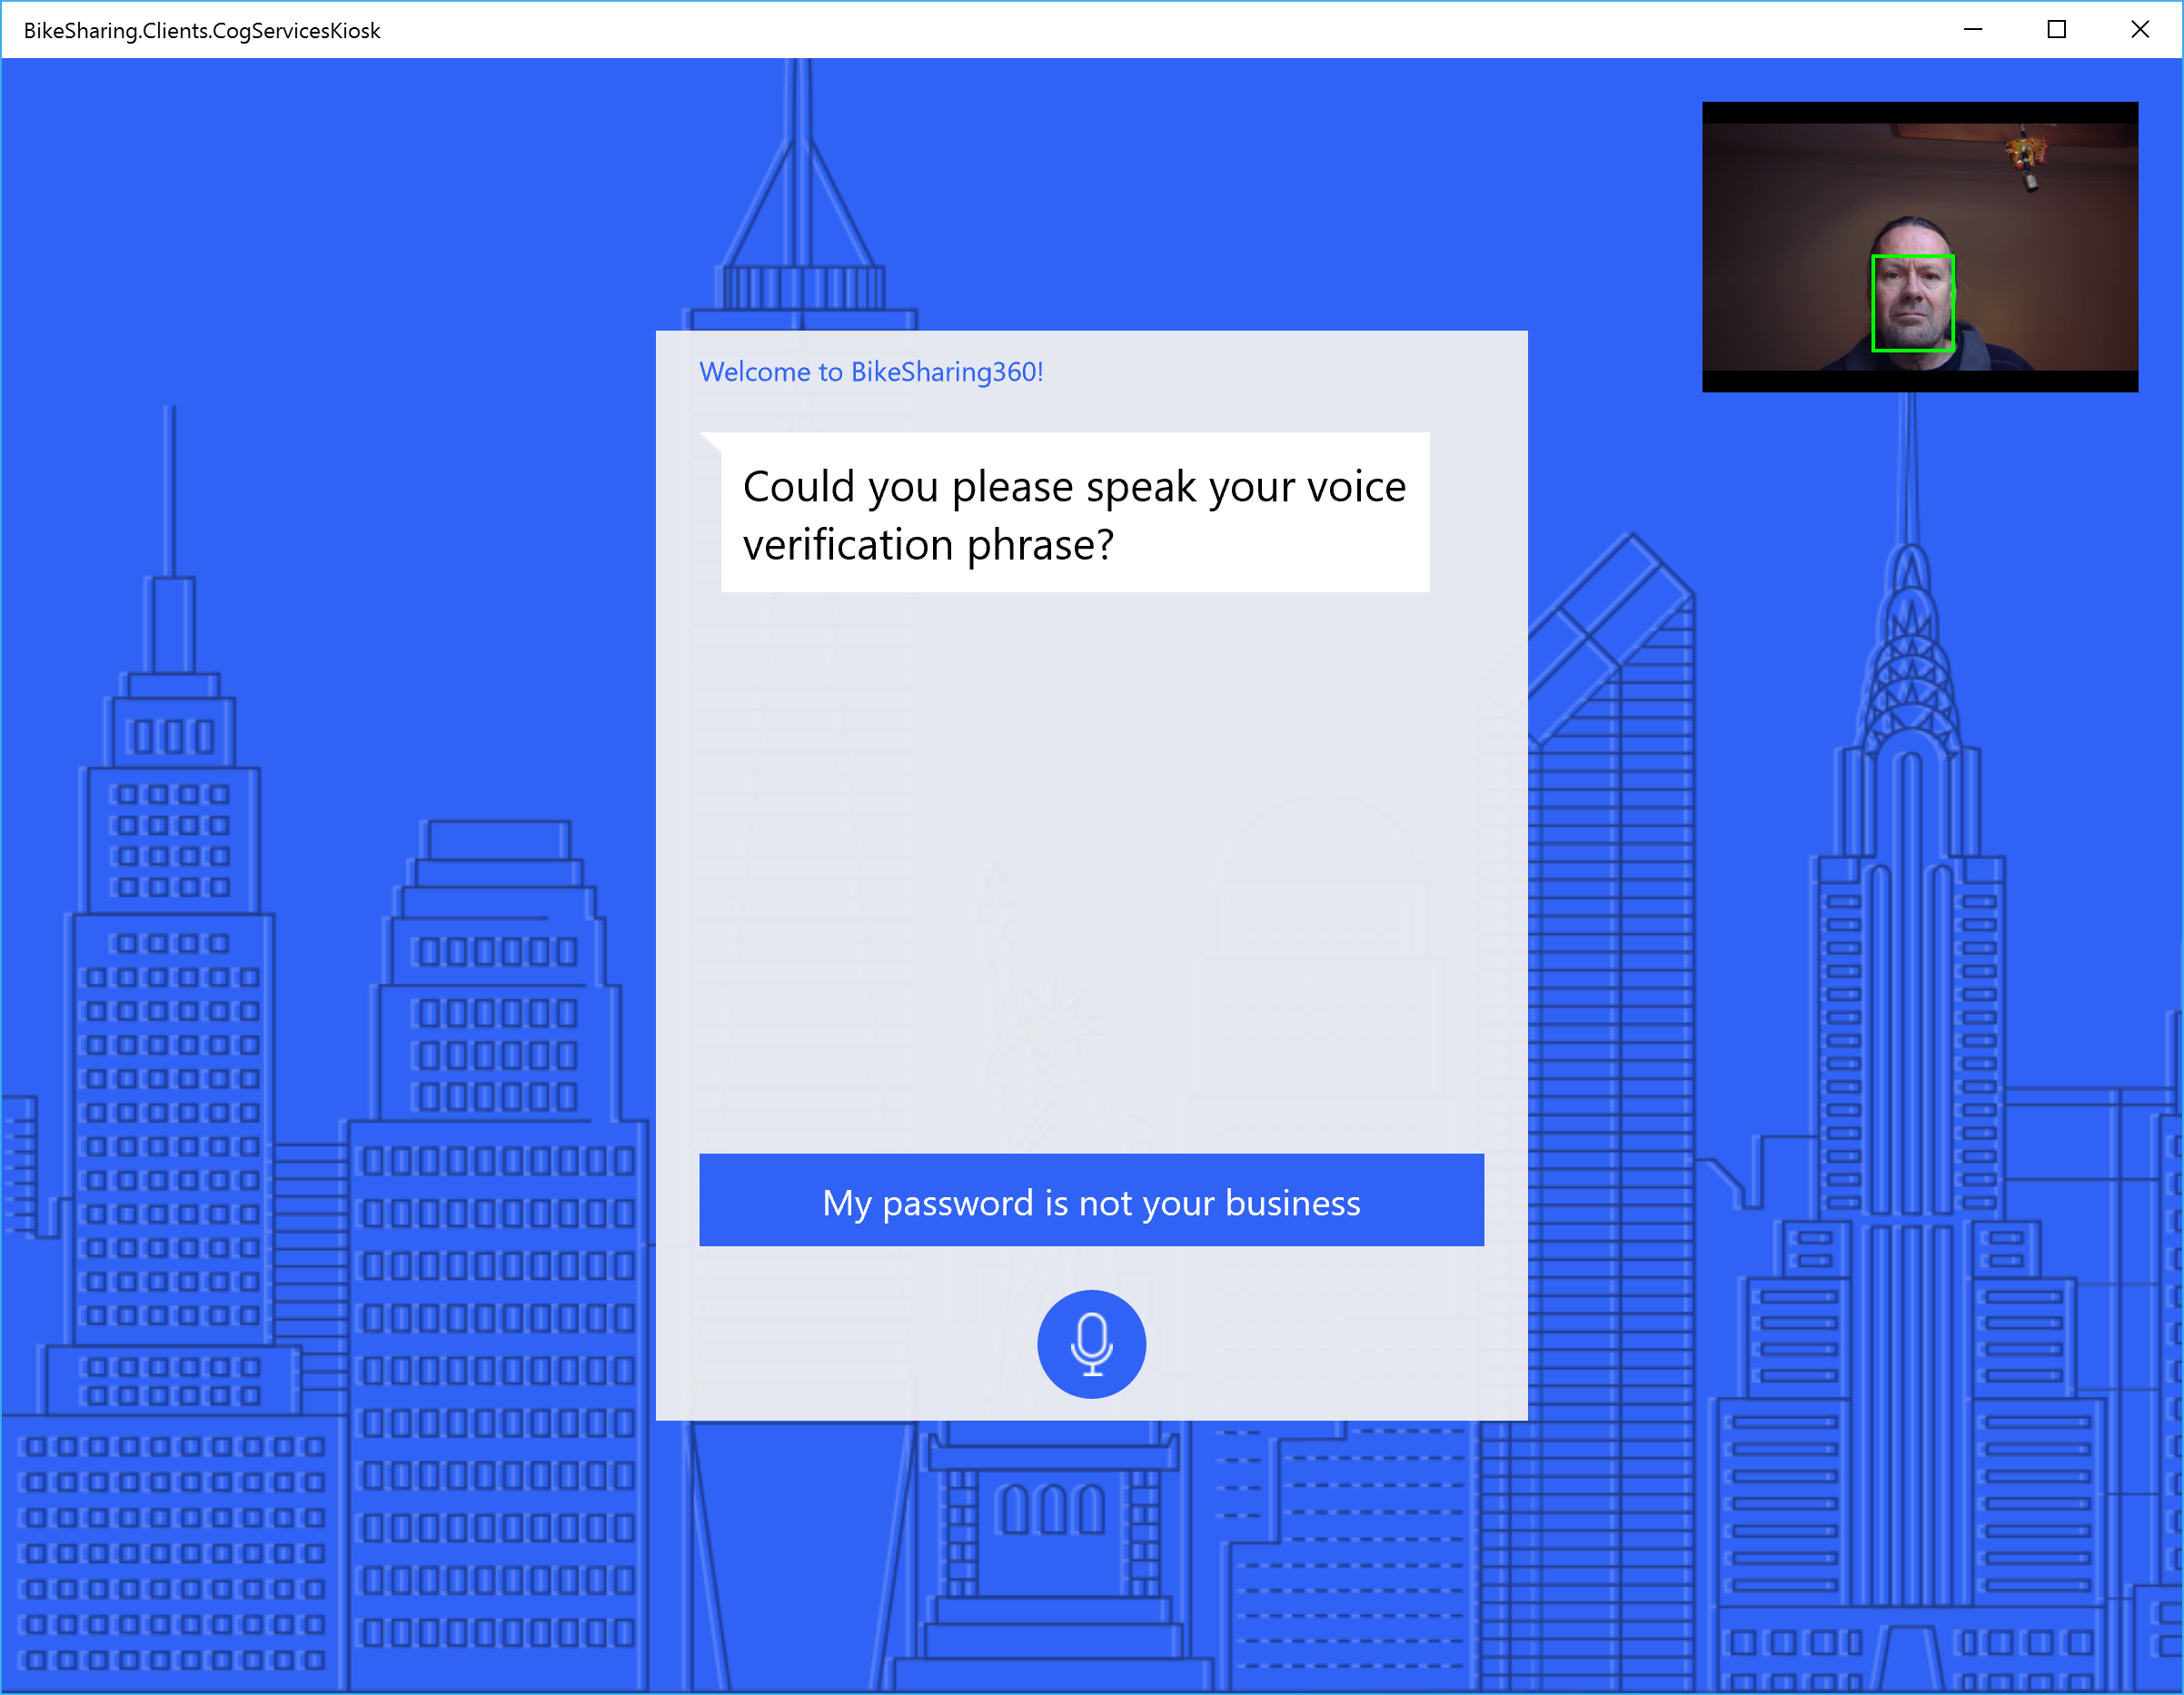 BikeSharing.Clients.CogServicesKiosk
Welcome to BikeSharing360!
Could you please speak your voice
verification phrase?
My password is not your business